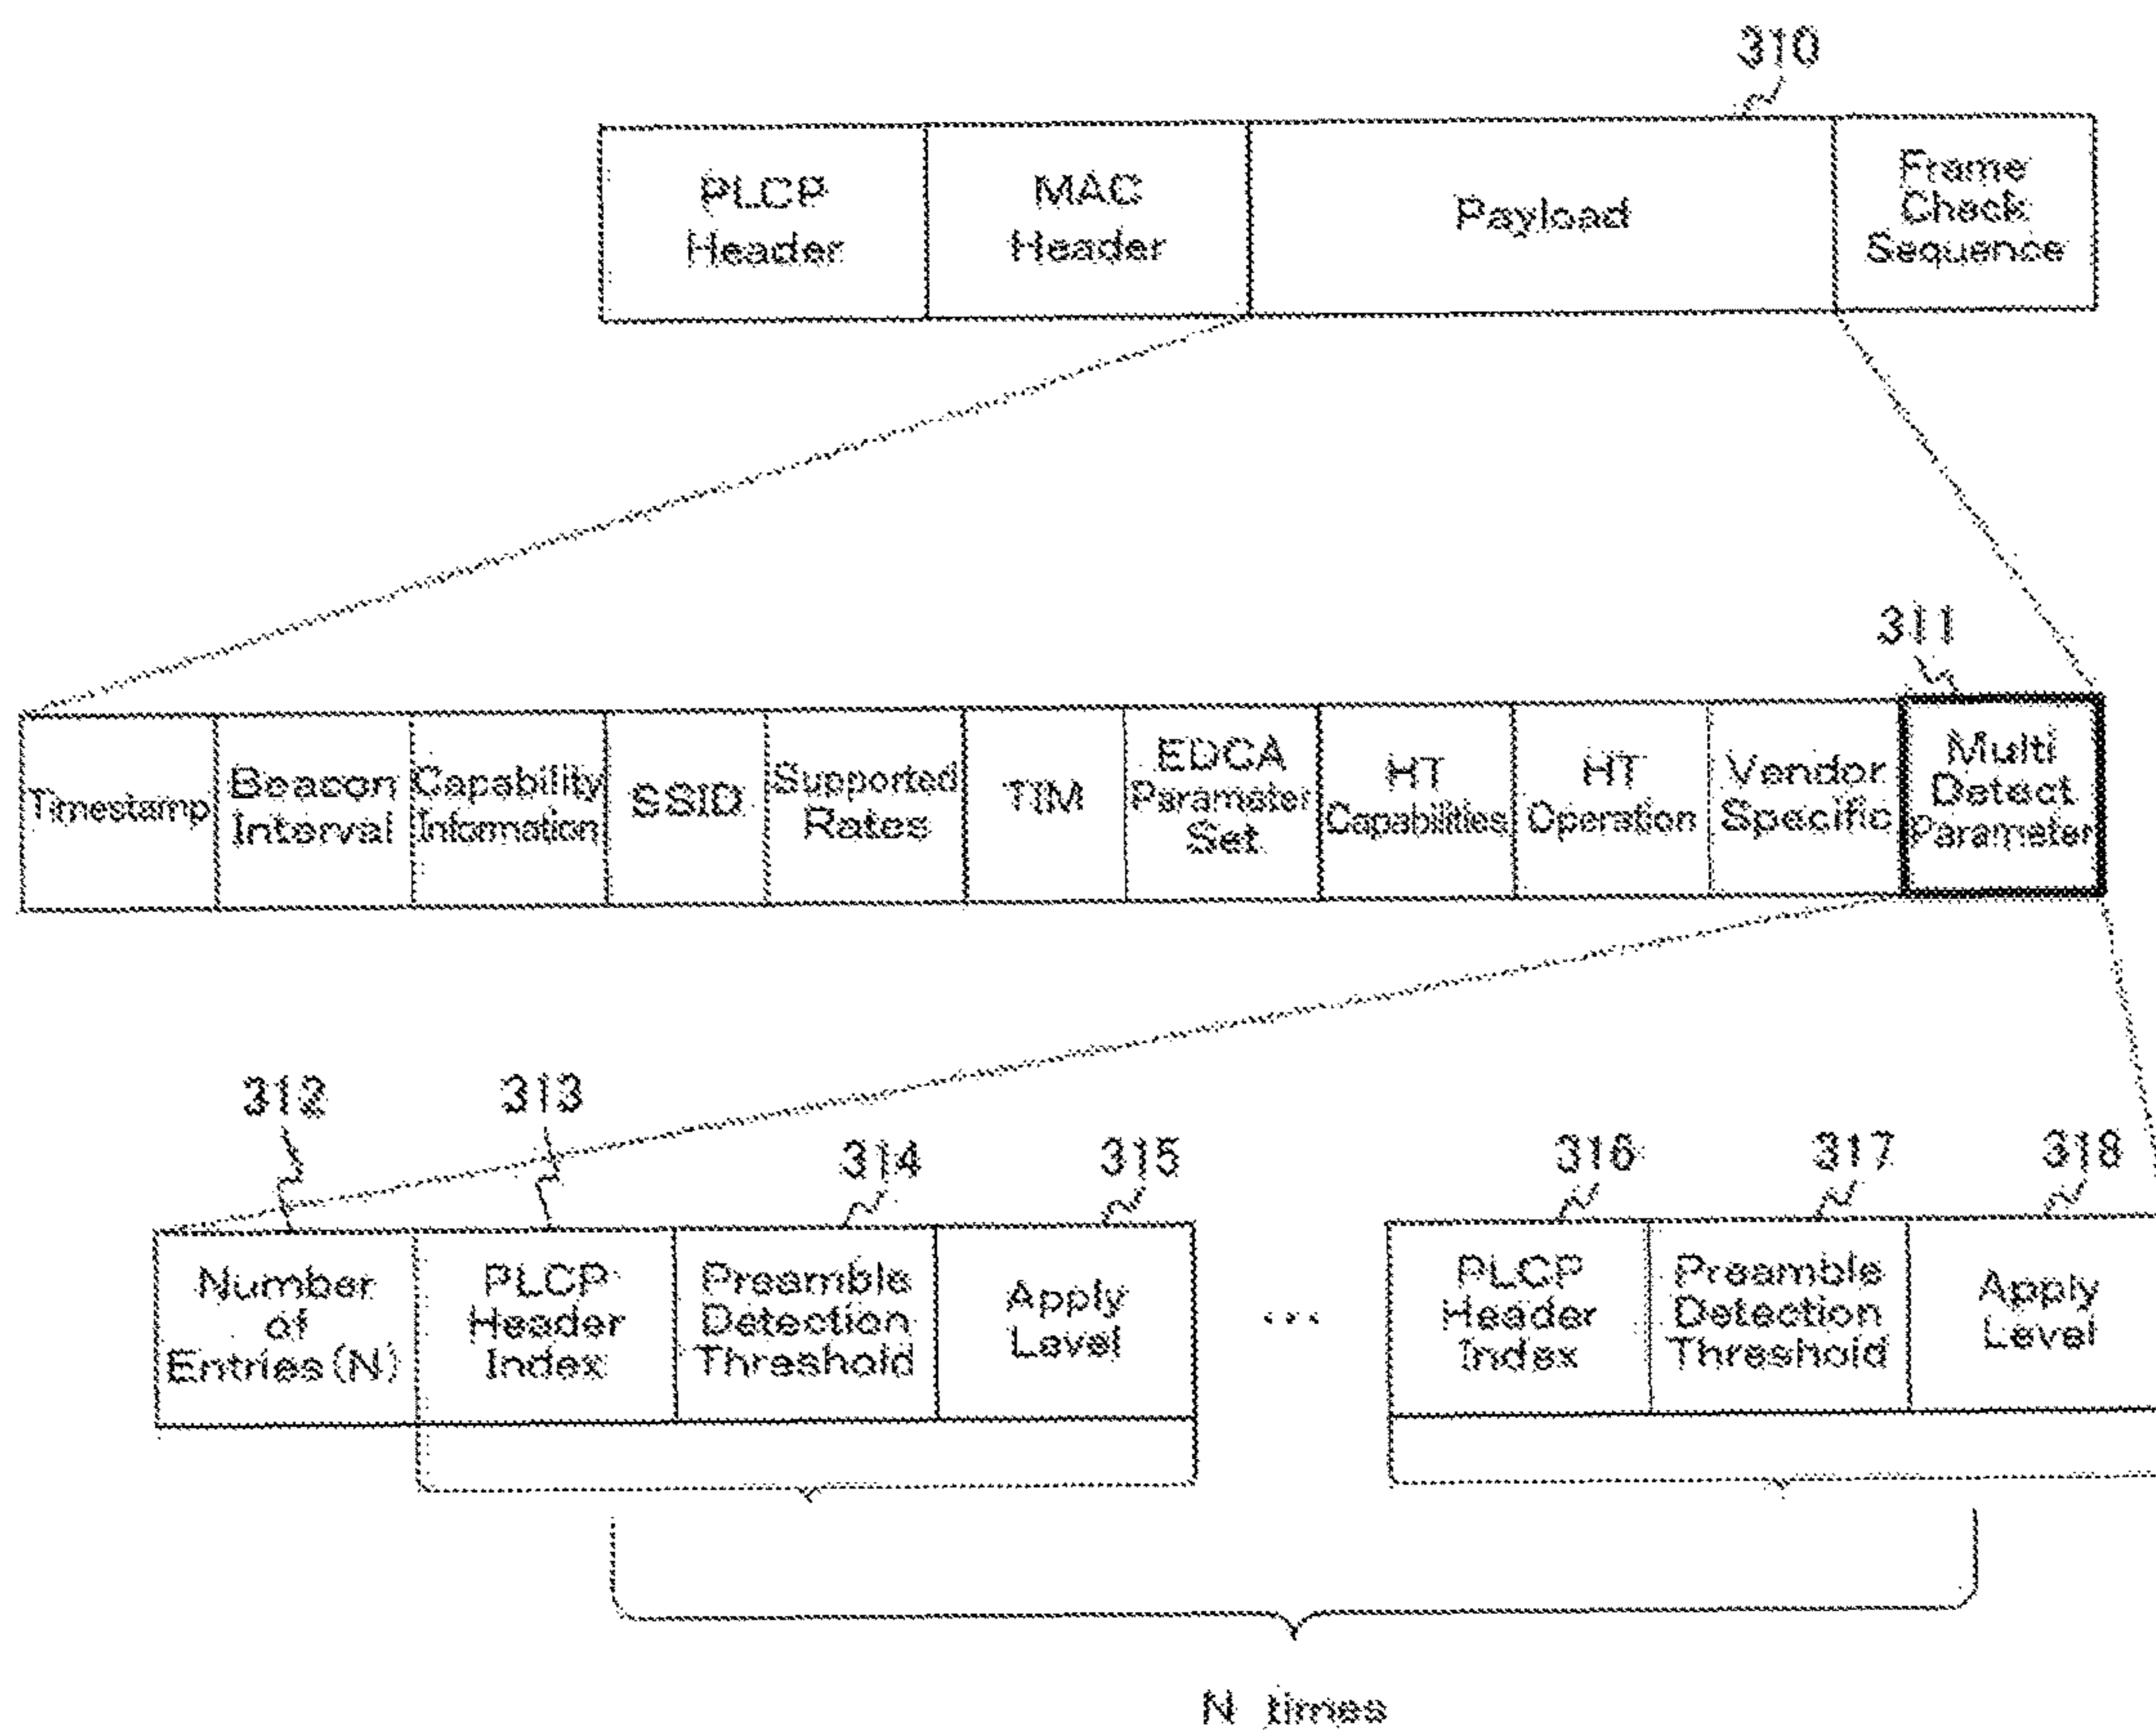 310
PLCP
Header
MAC
Header
Payload
Frame
Check
Sequence
311
Timestamp
Beacon
Interval
Capability
Information
SSID
Supported
Rates
TIM
EDCA
Parameter
Set
HT
Capabilities
HT
Operation
Vendor
Specific
Multi
Detect
Parameter
312
313
314
315
316
317
318
Number
of
Entries(N)
PLCP
Header
Index
Preamble
Detection
Threshold
Apply
Level
...
PLCP
Header
Index
Preamble
Detection
Threshold
Apply
Level
N times